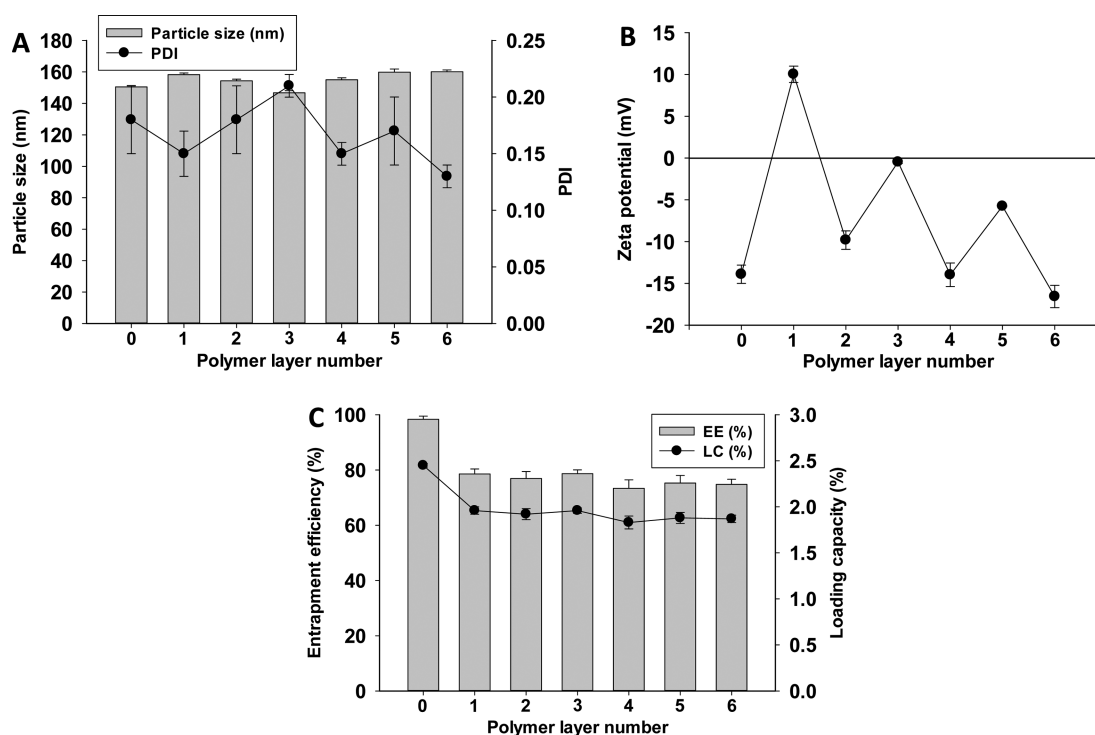 A
Particle size (nm)
PDI
180
160
140
120
100
80
60
40
20
0
0.25
0.20
0.15
0.10
0.05
0.00
Particle size (nm)
PDI
0 1 2 3 4 5 6
Polymer layer number
B
15
10
5
0
-5
-10
-15
-20
Zeta potential (mV)
0 1 2 3 4 5 6
Polymer layer number
C
100
80
60
40
20
0
EE (%)
LC (%)
3.0
2.5
2.0
1.5
1.0
0.5
0.0
Entrapment efficiency (%)
Loading capacity (%)
0 1 2 3 4 5 6
Polymer layer number